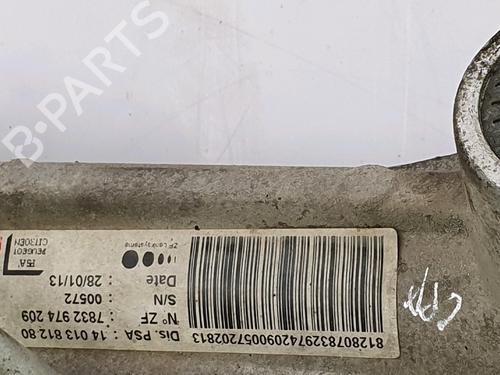 B-PARTS
Dis. PSA : 14 013 812 80
N° ZF : 7832 974 209
S/N : 00572
Date : 28/01/13
ZF Lenksysteme
PSA
PEUGEOT
CITROËN
8128078329742090057202813